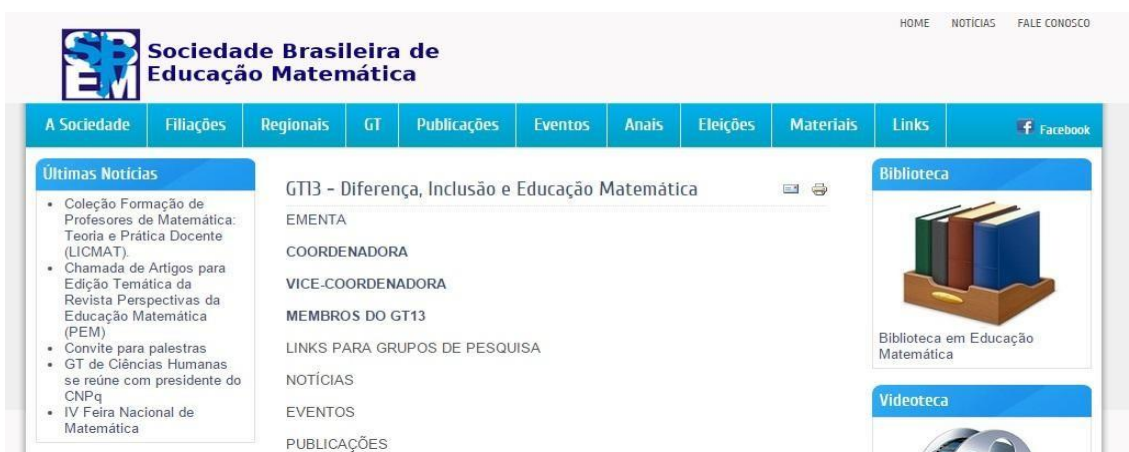 HOME NOTÍCIAS FALE CONOSCO
SBEM
Sociedade Brasileira de
Educação Matemática
A Sociedade Filiações Regionais GT Publicações Eventos Anais Eleições Materiais Links Facebook
Últimas Notícias
• Coleção Formação de
Profesores de Matemática:
Teoria e Prática Docente
(LICMAT).
• Chamada de Artigos para
Edição Temática da
Revista Perspectivas da
Educação Matemática
(PEM)
• Convite para palestras
• GT de Ciências Humanas
se reúne com presidente do
CNPq
• IV Feira Nacional de
Matemática
GT13 – Diferença, Inclusão e Educação Matemática
EMENTA
COORDENADORA
VICE-COORDENADORA
MEMBROS DO GT13
LINKS PARA GRUPOS DE PESQUISA
NOTÍCIAS
EVENTOS
PUBLICAÇÕES
Biblioteca
Biblioteca em Educação
Matemática
Videoteca